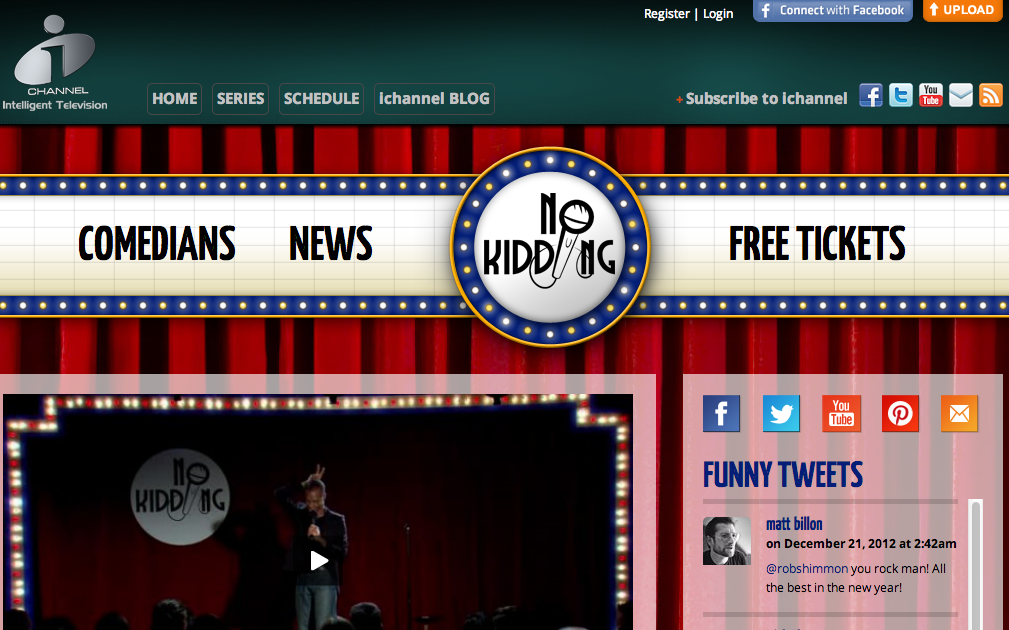 Register | Login
Connect with Facebook
UPLOAD
CHANNEL
Intelligent Television
HOME
SERIES
SCHEDULE
ichannel BLOG
+Subscribe to ichannel
You
Tube
COMEDIANS
NEWS
NO
KIDDING
FREE TICKETS
You
Tube
FUNNY TWEETS
NO
KIDDING
matt billon
on December 21, 2012 at 2:42am
@robshimmon you rock man! All
the best in the new year!